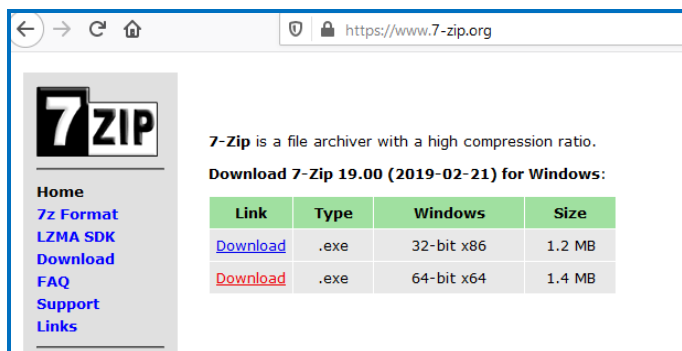 https://www.7-zip.org
7 ZIP
7-Zip is a file archiver with a high compression ratio.
Download 7-Zip 19.00 (2019-02-21) for Windows:
Home
7z Format
LZMA SDK
Download
FAQ
Support
Links
Link Type Windows Size
Download .exe 32-bit x86 1.2 MB
Download .exe 64-bit x64 1.4 MB